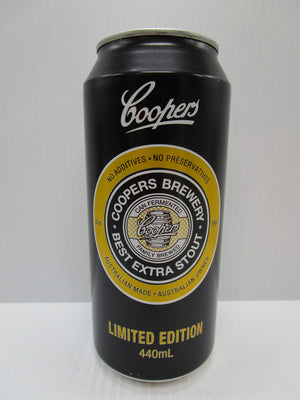 Coopers
NO ADDITIVES • NO PRESERVATIVES
COOPERS BREWERY
CAN FERMENTED
Coopers
FAMILY BREWED
• BEST EXTRA STOUT •
AUSTRALIAN MADE • AUSTRALIAN OWNED
LIMITED EDITION
440mL